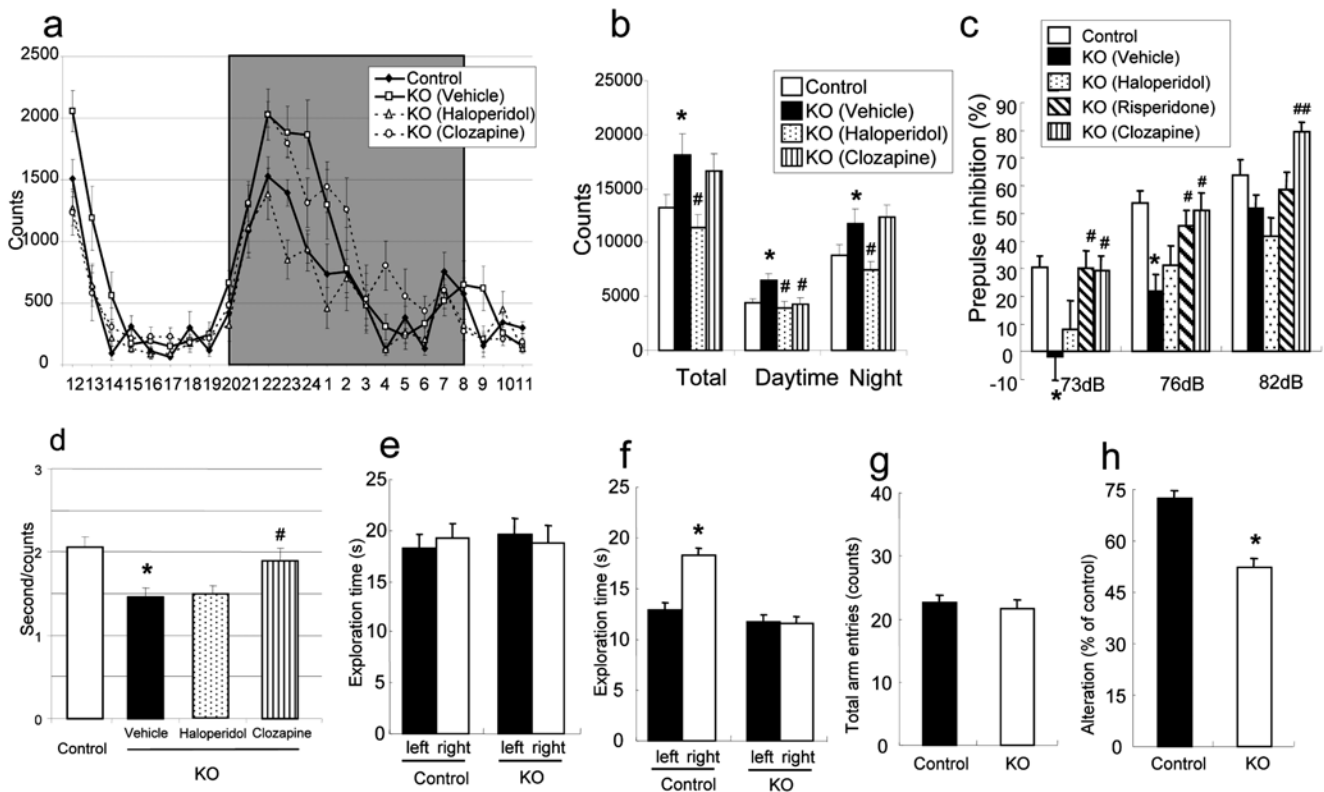 a
2500
2000
1500
1000
500
0
Counts
Control
KO (Vehicle)
KO (Haloperidol)
KO (Clozapine)
12 13 14 15 16 17 18 19 20 21 22 23 24 1 2 3 4 5 6 7 8 9 10 11
b
25000
20000
15000
10000
5000
0
Counts
Control
KO (Vehicle)
KO (Haloperidol)
KO (Clozapine)
* # * # # * #
Total Daytime Night
c
Control
KO (Vehicle)
KO (Haloperidol)
KO (Risperidone)
KO (Clozapine)
Prepulse inhibition (%)
90
80
70
60
50
40
30
20
10
0
-10
* # # * # # ##
73dB 76dB 82dB
d
3
2
1
0
Second/counts
* #
Control Vehicle Haloperidol Clozapine
KO
e
25
20
15
10
5
0
Exploration time (s)
left right left right
Control KO
f
25
20
15
10
5
0
Exploration time (s)
*
left right left right
Control KO
g
40
30
20
10
0
Total arm entries (counts)
Control KO
h
75
60
45
30
15
0
Alteration (% of control)
*
Control KO